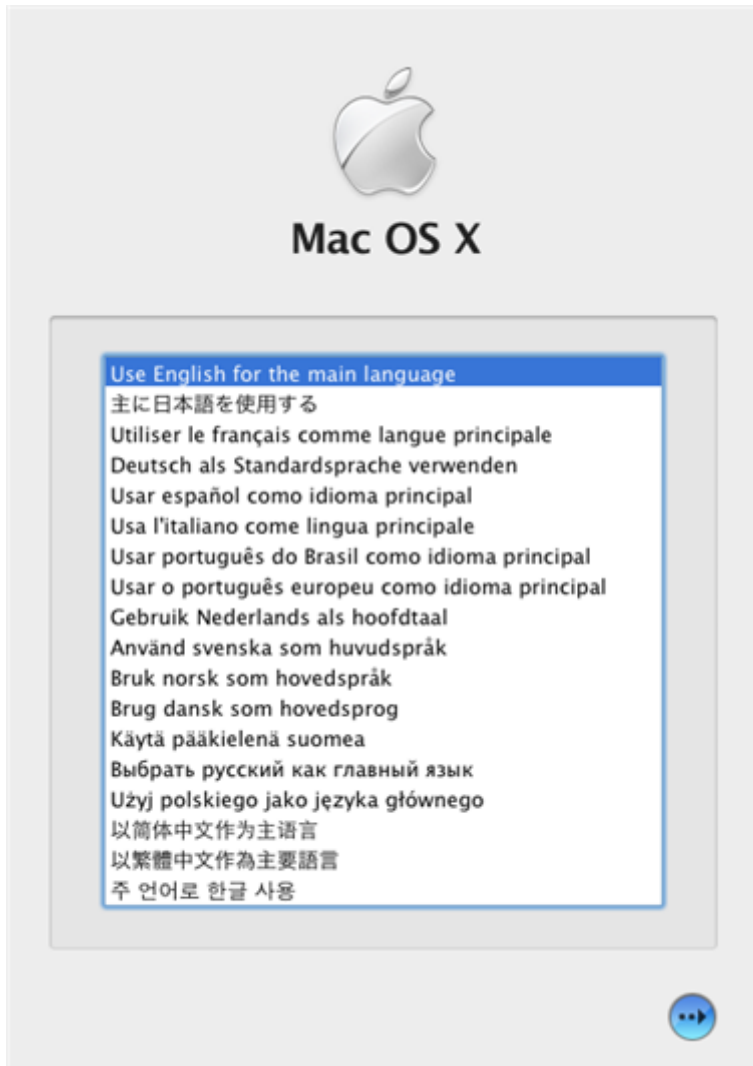 Mac OS X
Use English for the main language
主に日本語を使用する
Utiliser le français comme langue principale
Deutsch als Standardsprache verwenden
Usar español como idioma principal
Usa l'italiano come lingua principale
Usar português do Brasil como idioma principal
Usar o português europeu como idioma principal
Gebruik Nederlands als hoofdtaal
Använd svenska som huvudspråk
Bruk norsk som hovedspråk
Brug dansk som hovedsprog
Käytä pääkielenä suomea
Выбрать русский как главный язык
Użyj polskiego jako języka głównego
以简体中文作为主语言
以繁體中文作為主要語言
주 언어로 한글 사용